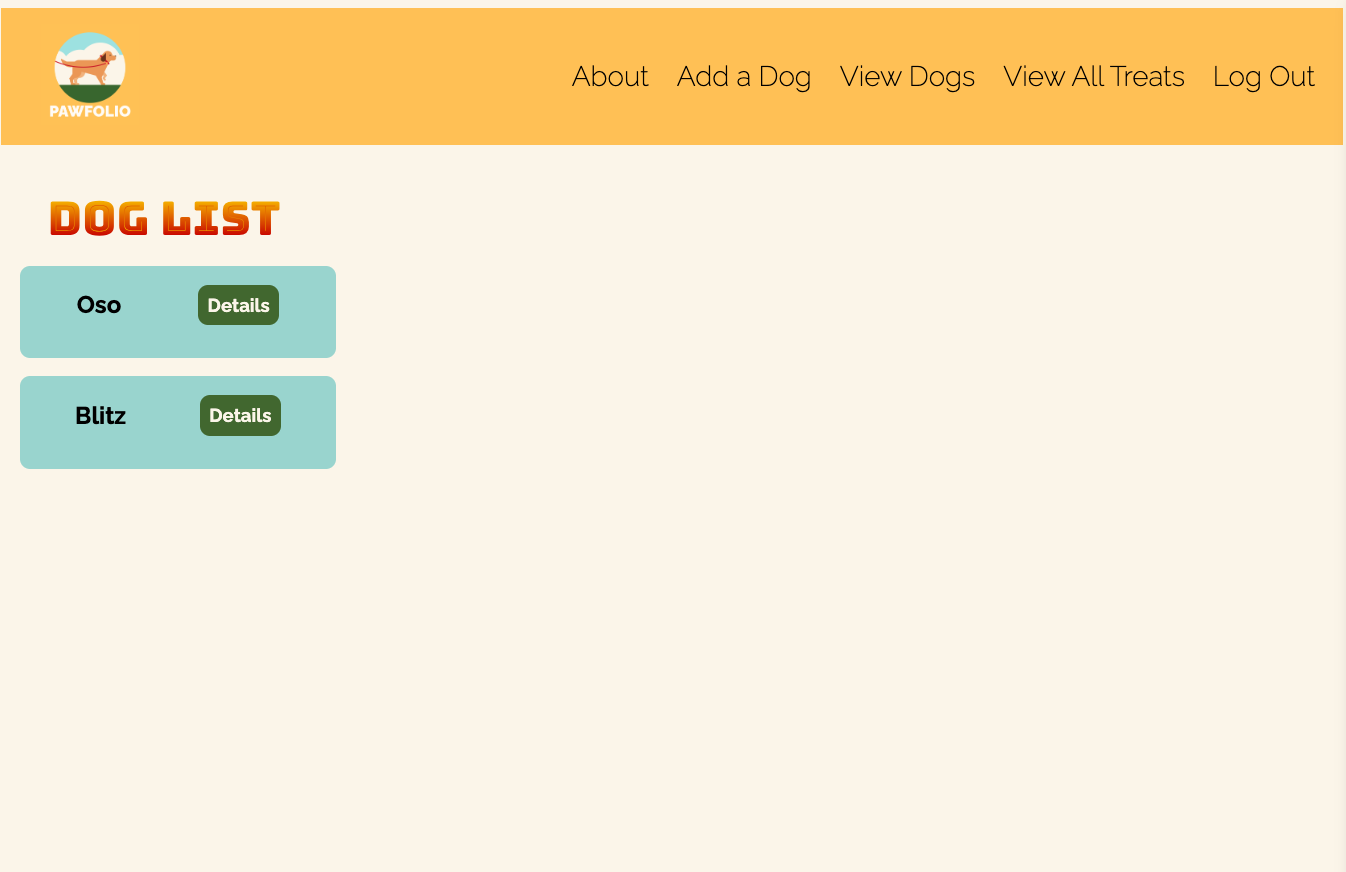 PAWFOLIO
About Add a Dog View Dogs View All Treats Log Out
DOG LIST
Oso Details
Blitz Details